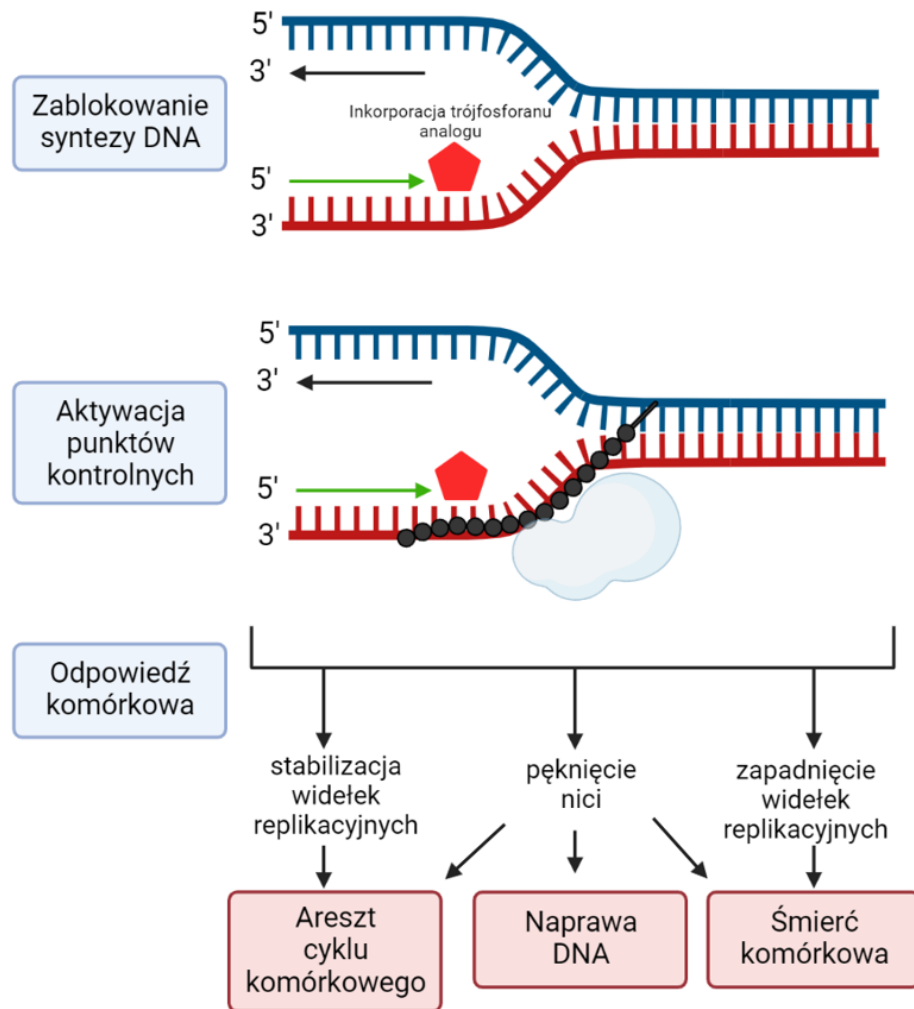 5'
3'
Zablokowanie
syntezy DNA
Inkorporacja trójfosforanu
analogu
5'
3'
5'
3'
Aktywacja
punktów
kontrolnych
5'
3'
Odpowiedź
komórkowa
stabilizacja
widełek
replikacyjnych
pęknięcie
nici
zapadnięcie
widełek
replikacyjnych
Areszt
cyklu
komórkowego
Naprawa
DNA
Śmierć
komórkowa